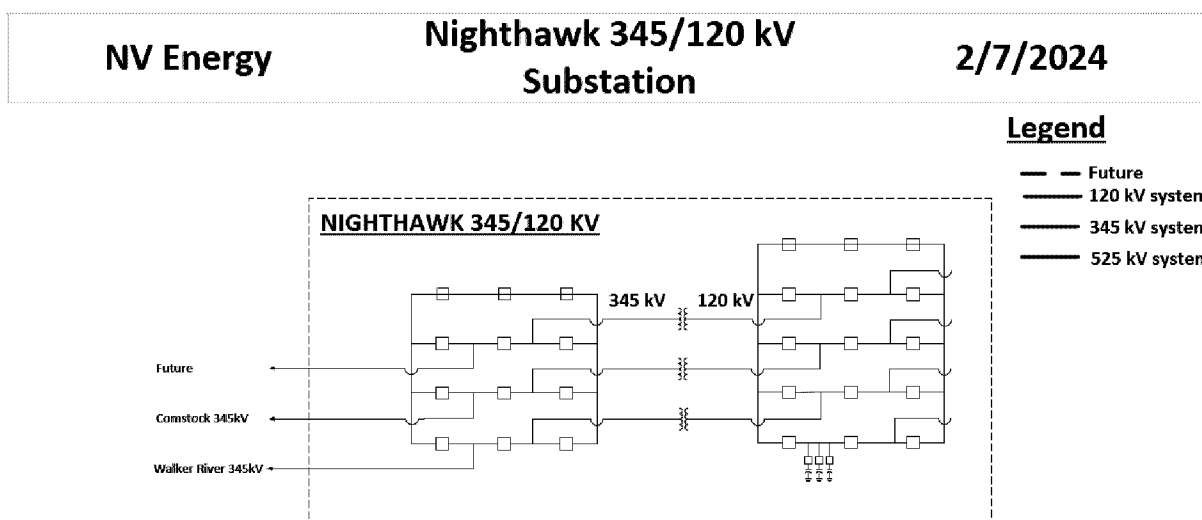 NV Energy
Nighthawk 345/120 kV
Substation
2/7/2024
Legend
Future
120 kV system
345 kV system
525 kV system
NIGHTHAWK 345/120 KV
345 kV
120 kV
Future
Comstock 345kV
Walker River 345kV